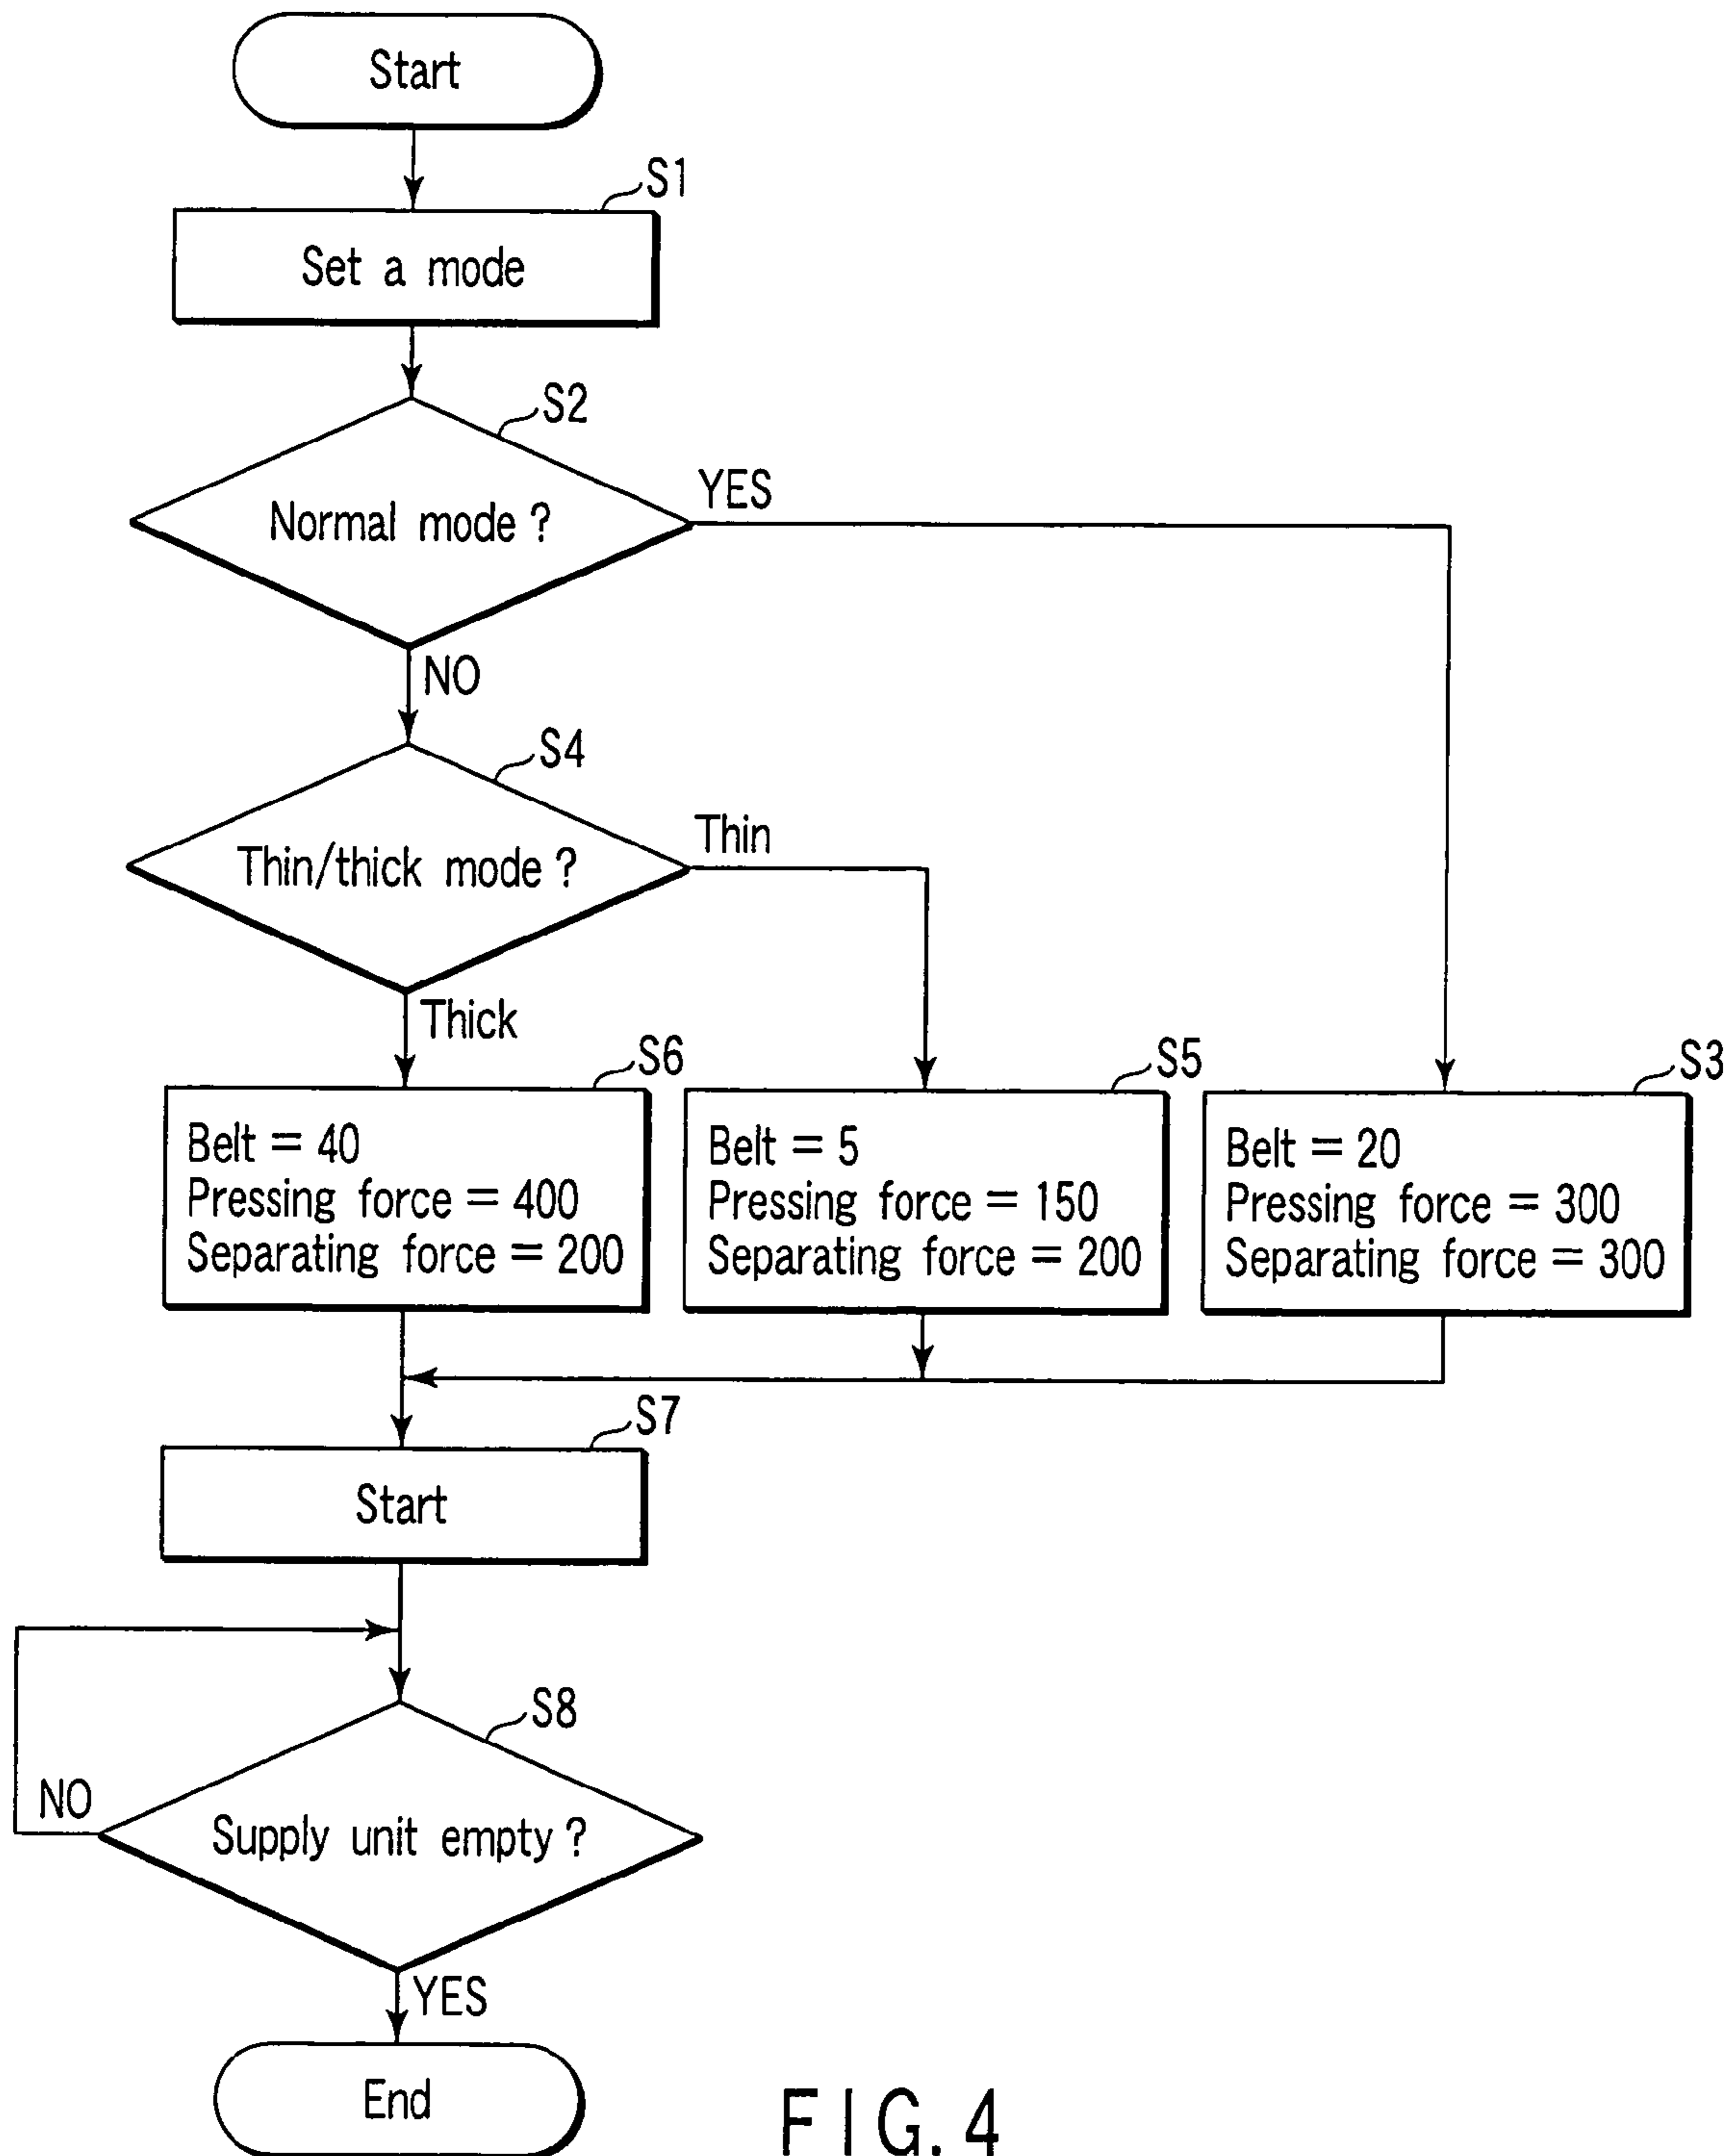 Start
S1
Set a mode
S2
Normal mode ?
YES
NO
S4
Thin/thick mode ?
Thin
Thick
S6
Belt = 40
Pressing force = 400
Separating force = 200
S5
Belt = 5
Pressing force = 150
Separating force = 200
S3
Belt = 20
Pressing force = 300
Separating force = 300
S7
Start
S8
Supply unit empty ?
NO
YES
End
FIG. 4